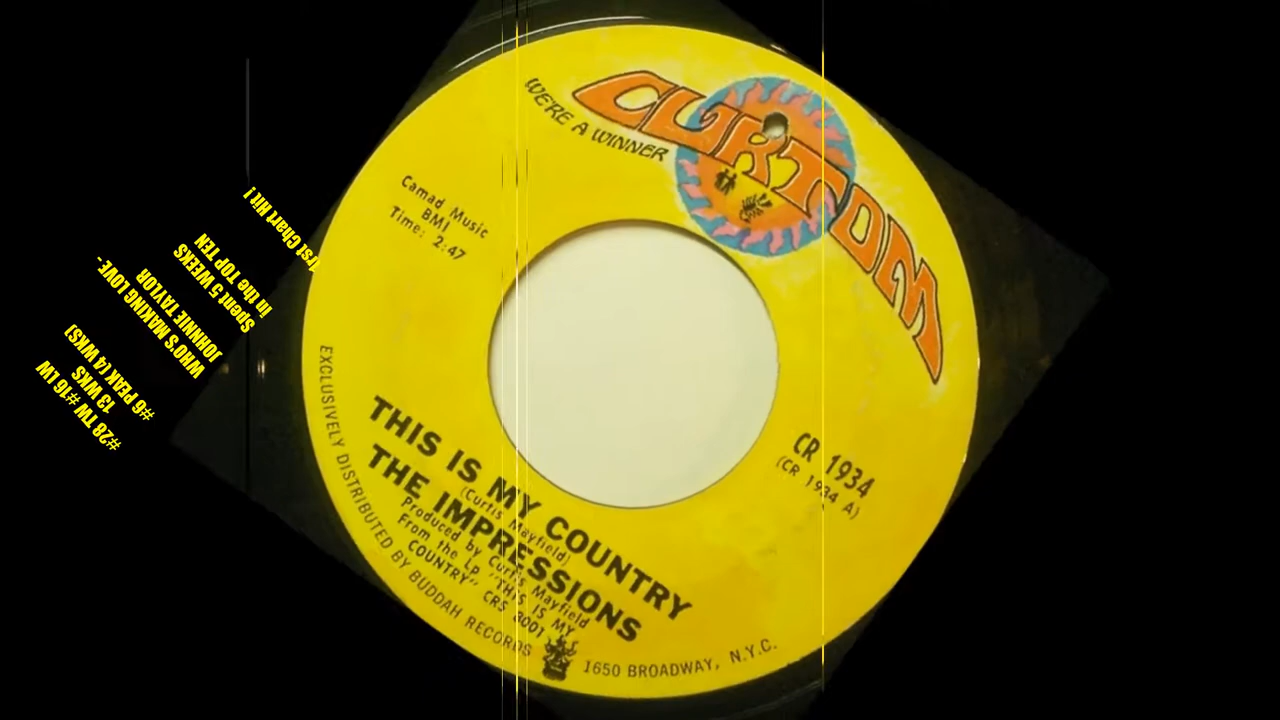 CURTOM
WE'RE A WINNER
Camad Music
BMI
Time: 2:47
CR 1934
(CR 1934 A)
THIS IS MY COUNTRY
(Curtis Mayfield)
THE IMPRESSIONS
Produced by Curtis Mayfield
From the Lp "THIS IS MY
COUNTRY" CRS 8001
EXCLUSIVELY DISTRIBUTED BY BUDDAH RECORDS 1650 BROADWAY, N.Y.C.
#28 TW #16 LW
13 WKS
#6 PEAK (4 WKS)
WHO'S MAKING LOVE-
JOHNNIE TAYLOR
Spent 5 WEEKS
in the TOP TEN
Chart Hit!